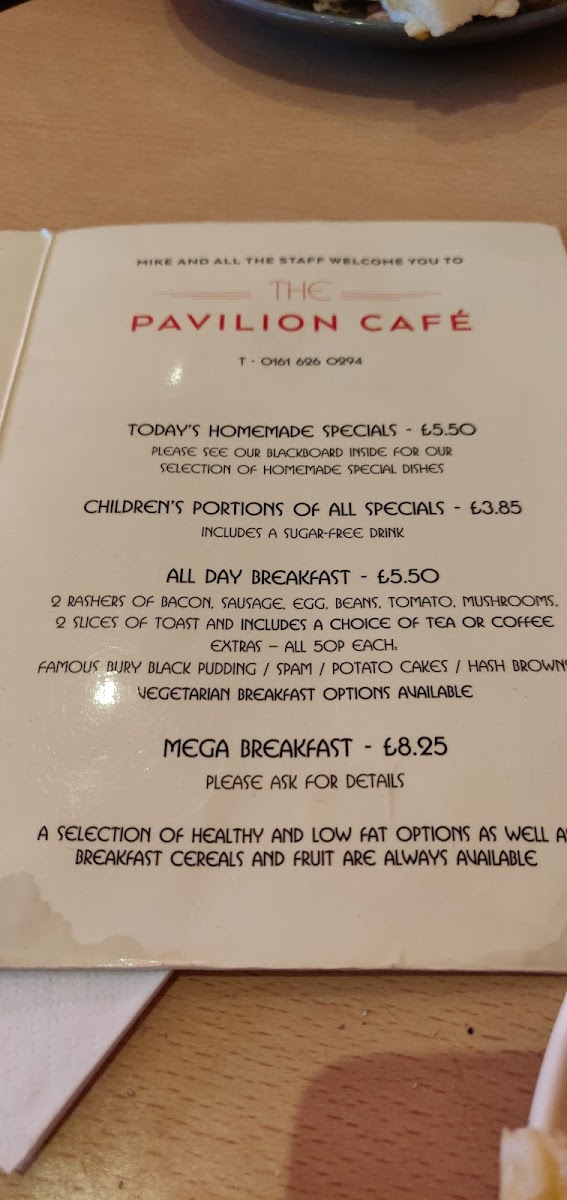 MIKE AND ALL THE STAFF WELCOME YOU TO
THE
PAVILION CAFÉ
T - 0161 626 0294
TODAY'S HOMEMADE SPECIALS - £5.50
PLEASE SEE OUR BLACKBOARD INSIDE FOR OUR
SELECTION OF HOMEMADE SPECIAL DISHES
CHILDREN'S PORTIONS OF ALL SPECIALS - £3.85
INCLUDES A SUGAR-FREE DRINK
ALL DAY BREAKFAST - £5.50
2 RASHERS OF BACON, SAUSAGE, EGG, BEANS, TOMATO, MUSHROOMS,
2 SLICES OF TOAST AND INCLUDES A CHOICE OF TEA OR COFFEE
EXTRAS – ALL 50P EACH.
FAMOUS BURY BLACK PUDDING / SPAM / POTATO CAKES / HASH BROWNS
VEGETARIAN BREAKFAST OPTIONS AVAILABLE
MEGA BREAKFAST - £8.25
PLEASE ASK FOR DETAILS
A SELECTION OF HEALTHY AND LOW FAT OPTIONS AS WELL AS
BREAKFAST CEREALS AND FRUIT ARE ALWAYS AVAILABLE